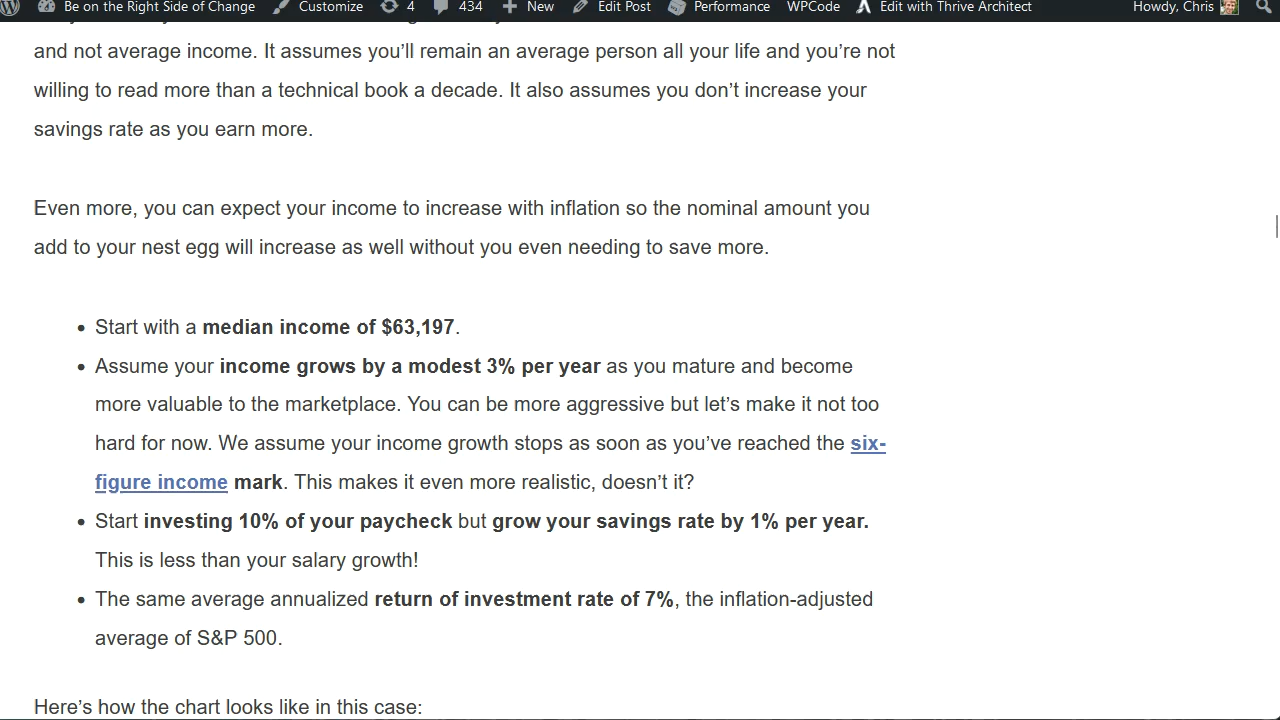 Be on the Right Side of Change Customize 4 434 New Edit Post Performance WPCode Edit with Thrive Architect Howdy, Chris
and not average income. It assumes you’ll remain an average person all your life and you’re not
willing to read more than a technical book a decade. It also assumes you don’t increase your
savings rate as you earn more.
Even more, you can expect your income to increase with inflation so the nominal amount you
add to your nest egg will increase as well without you even needing to save more.
• Start with a median income of $63,197.
• Assume your income grows by a modest 3% per year as you mature and become
more valuable to the marketplace. You can be more aggressive but let’s make it not too
hard for now. We assume your income growth stops as soon as you’ve reached the six-
figure income mark. This makes it even more realistic, doesn’t it?
• Start investing 10% of your paycheck but grow your savings rate by 1% per year.
This is less than your salary growth!
• The same average annualized return of investment rate of 7%, the inflation-adjusted
average of S&P 500.
Here’s how the chart looks like in this case: